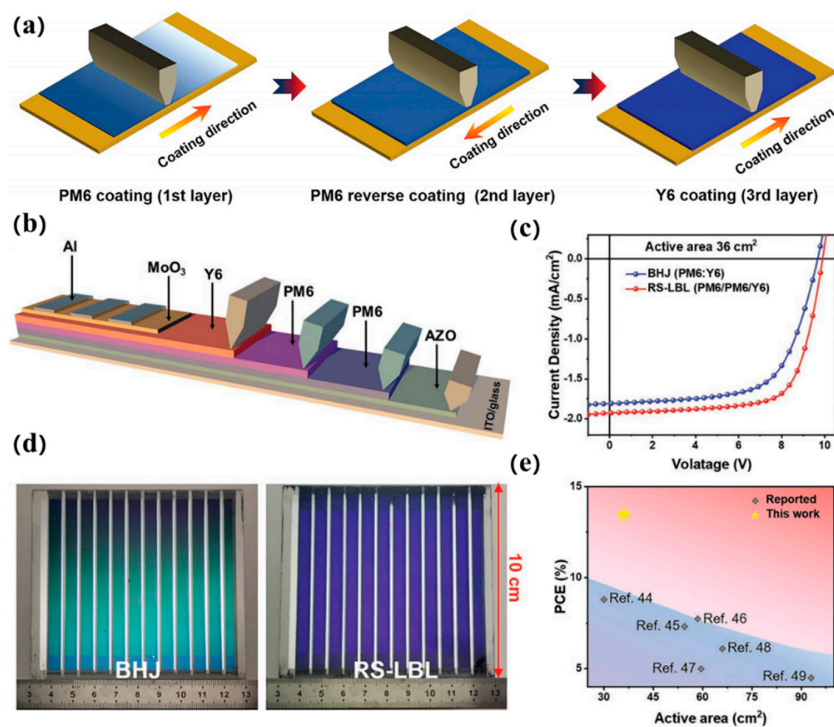 (a)
Coating direction
Coating direction
Coating direction
PM6 coating (1st layer)
PM6 reverse coating (2nd layer)
Y6 coating (3rd layer)
(b)
Al
MoO₃
Y6
PM6
PM6
AZO
ITO/glass
(c)
Active area 36 cm²
BHJ (PM6:Y6)
RS-LBL (PM6/PM6/Y6)
0.0
-0.5
-1.0
-1.5
-2.0
Current Density (mA/cm²)
0 2 4 6 8 10
Volatage (V)
(d)
BHJ
3 4 5 6 7 8 9 10 11 12 13
RS-LBL
3 4 5 6 7 8 9 10 11 12 13
10 cm
(e)
Reported
This work
15
10
5
PCE (%)
Ref. 44
Ref. 45
Ref. 46
Ref. 48
Ref. 47
Ref. 49
30 45 60 75 90
Active area (cm²)